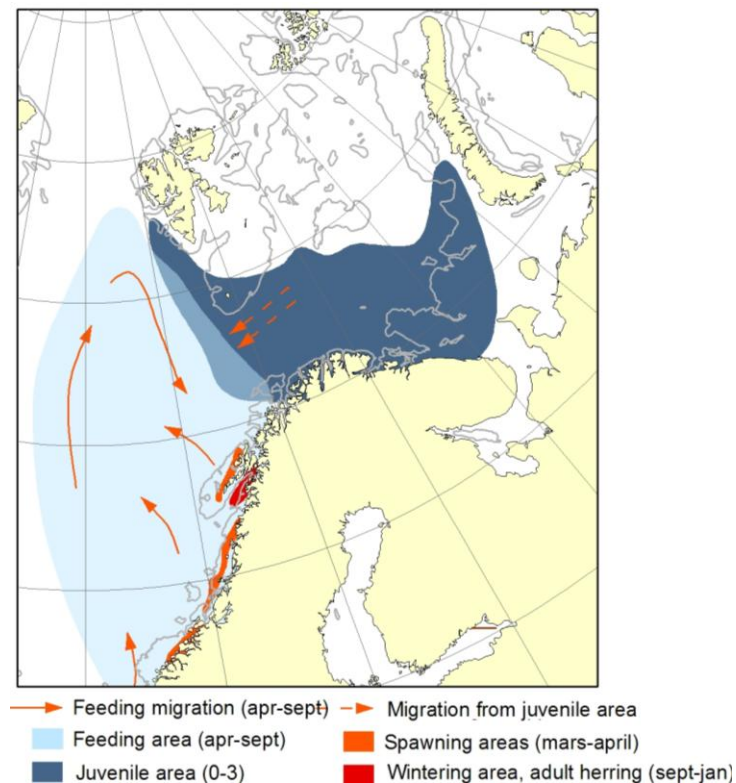 Feeding migration (apr-sept)
Migration from juvenile area
Feeding area (apr-sept)
Spawning areas (mars-april)
Juvenile area (0-3)
Wintering area, adult herring (sept-jan)